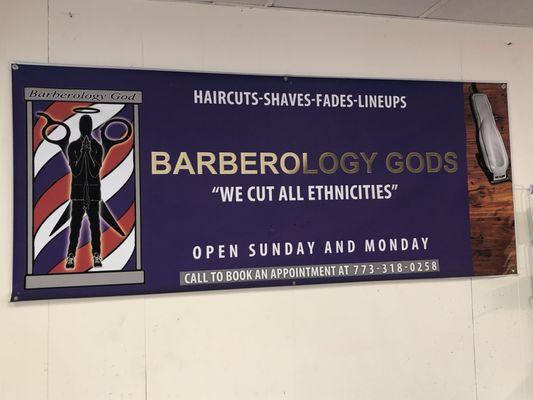 Barberology God
HAIRCUTS-SHAVES-FADES-LINEUPS
BARBEROLOGY GODS
"WE CUT ALL ETHNICITIES"
OPEN SUNDAY AND MONDAY
CALL TO BOOK AN APPOINTMENT AT 773-318-0258